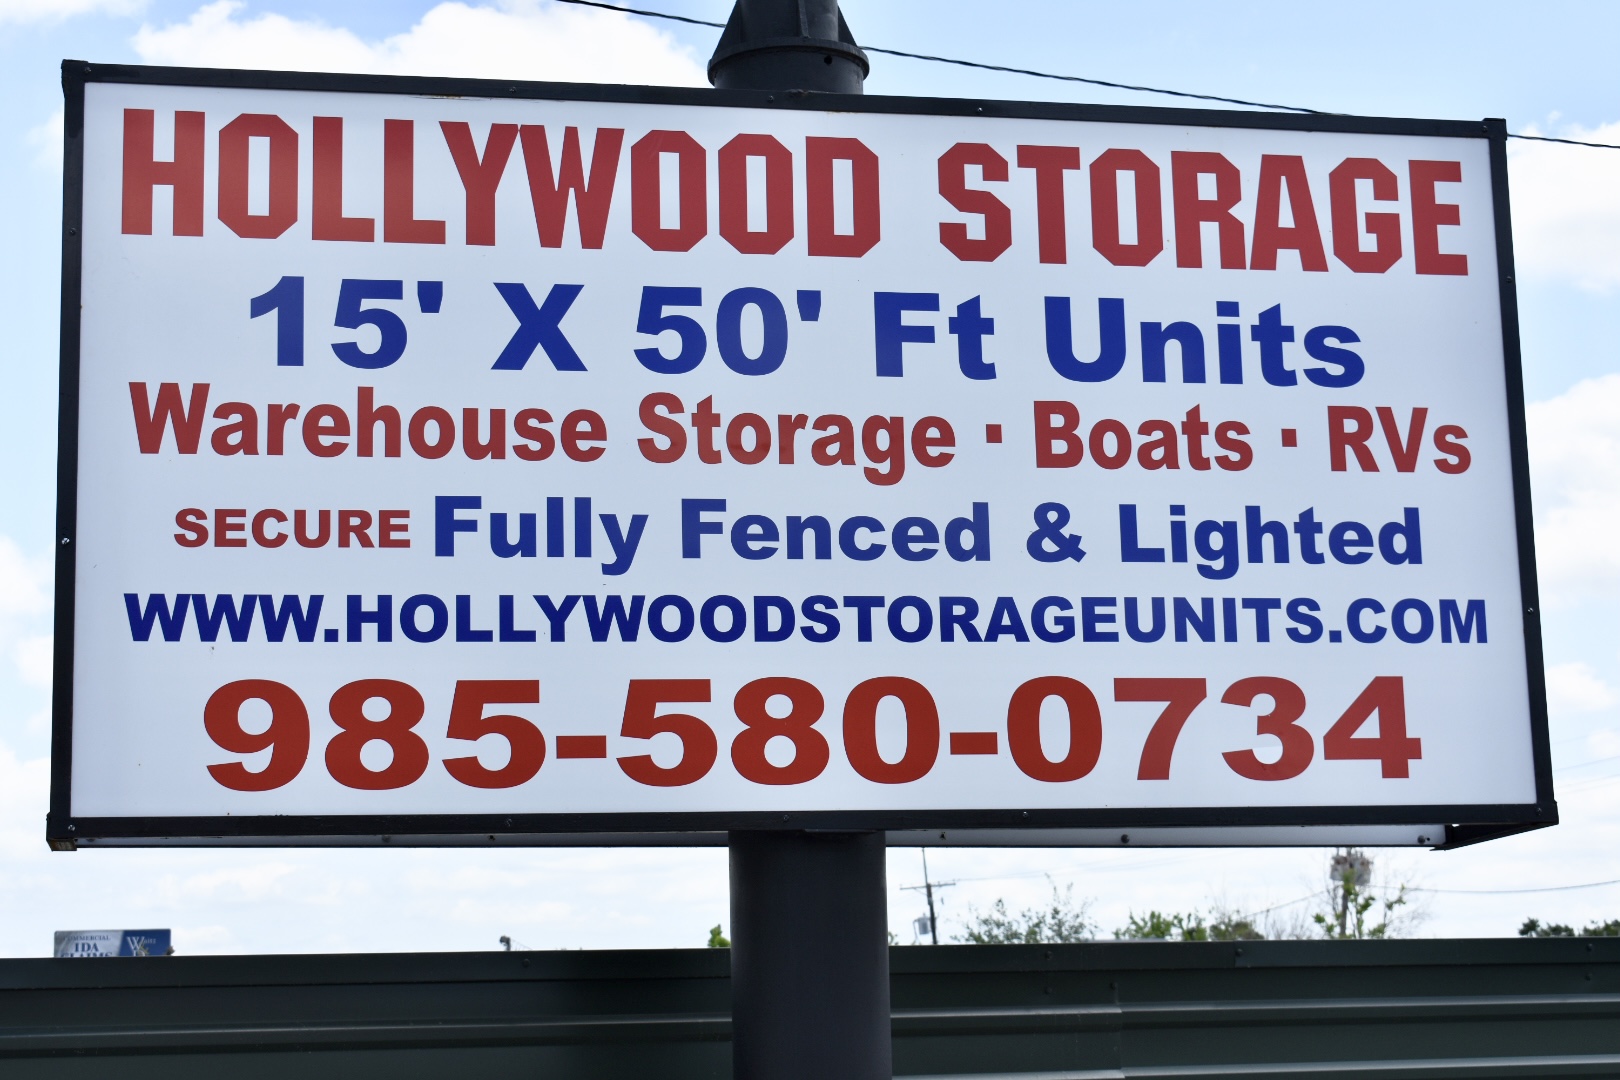 HOLLYWOOD STORAGE
15' X 50' Ft Units
Warehouse Storage · Boats · RVs
SECURE Fully Fenced & Lighted
WWW.HOLLYWOODSTORAGEUNITS.COM
985-580-0734
IDA